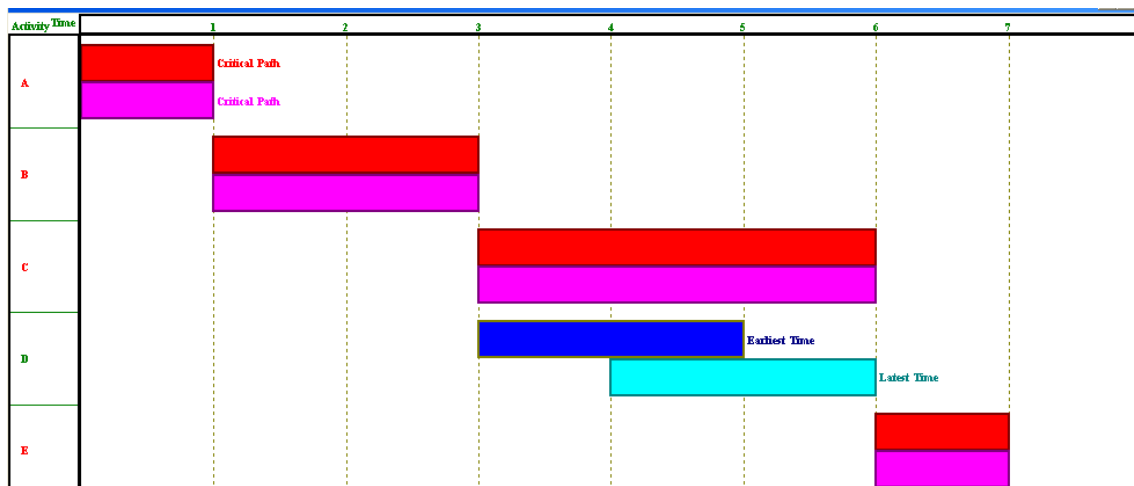 Activity Time 1 2 3 4 5 6 7
Critical Path
A
Critical Path
B
C
Earliest Time
D
Latest Time
E